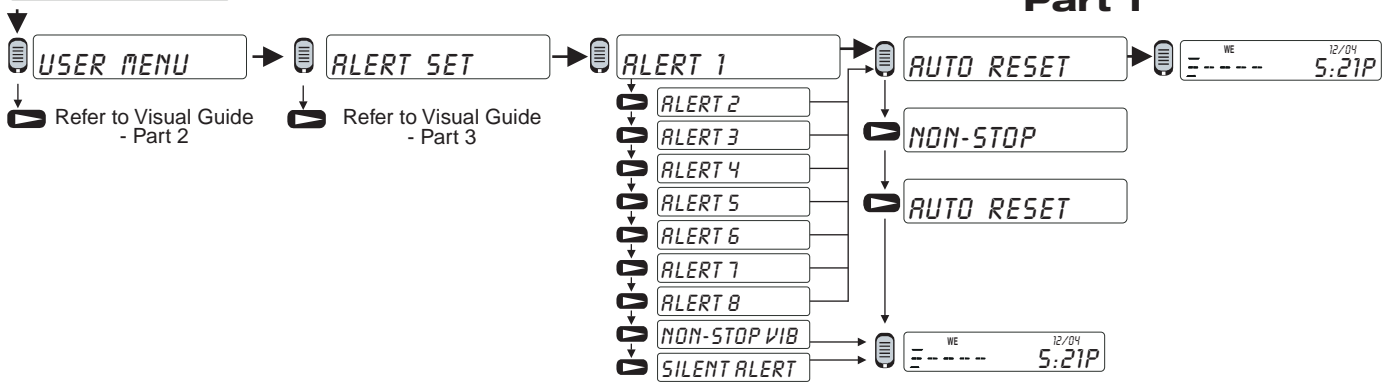 Part 1
USER MENU
Refer to Visual Guide
- Part 2
ALERT SET
Refer to Visual Guide
- Part 3
ALERT 1
ALERT 2
ALERT 3
ALERT 4
ALERT 5
ALERT 6
ALERT 7
ALERT 8
NON-STOP VIB
SILENT ALERT
AUTO RESET
NON-STOP
AUTO RESET
WE 12/04
5:21P
WE 12/04
5:21P